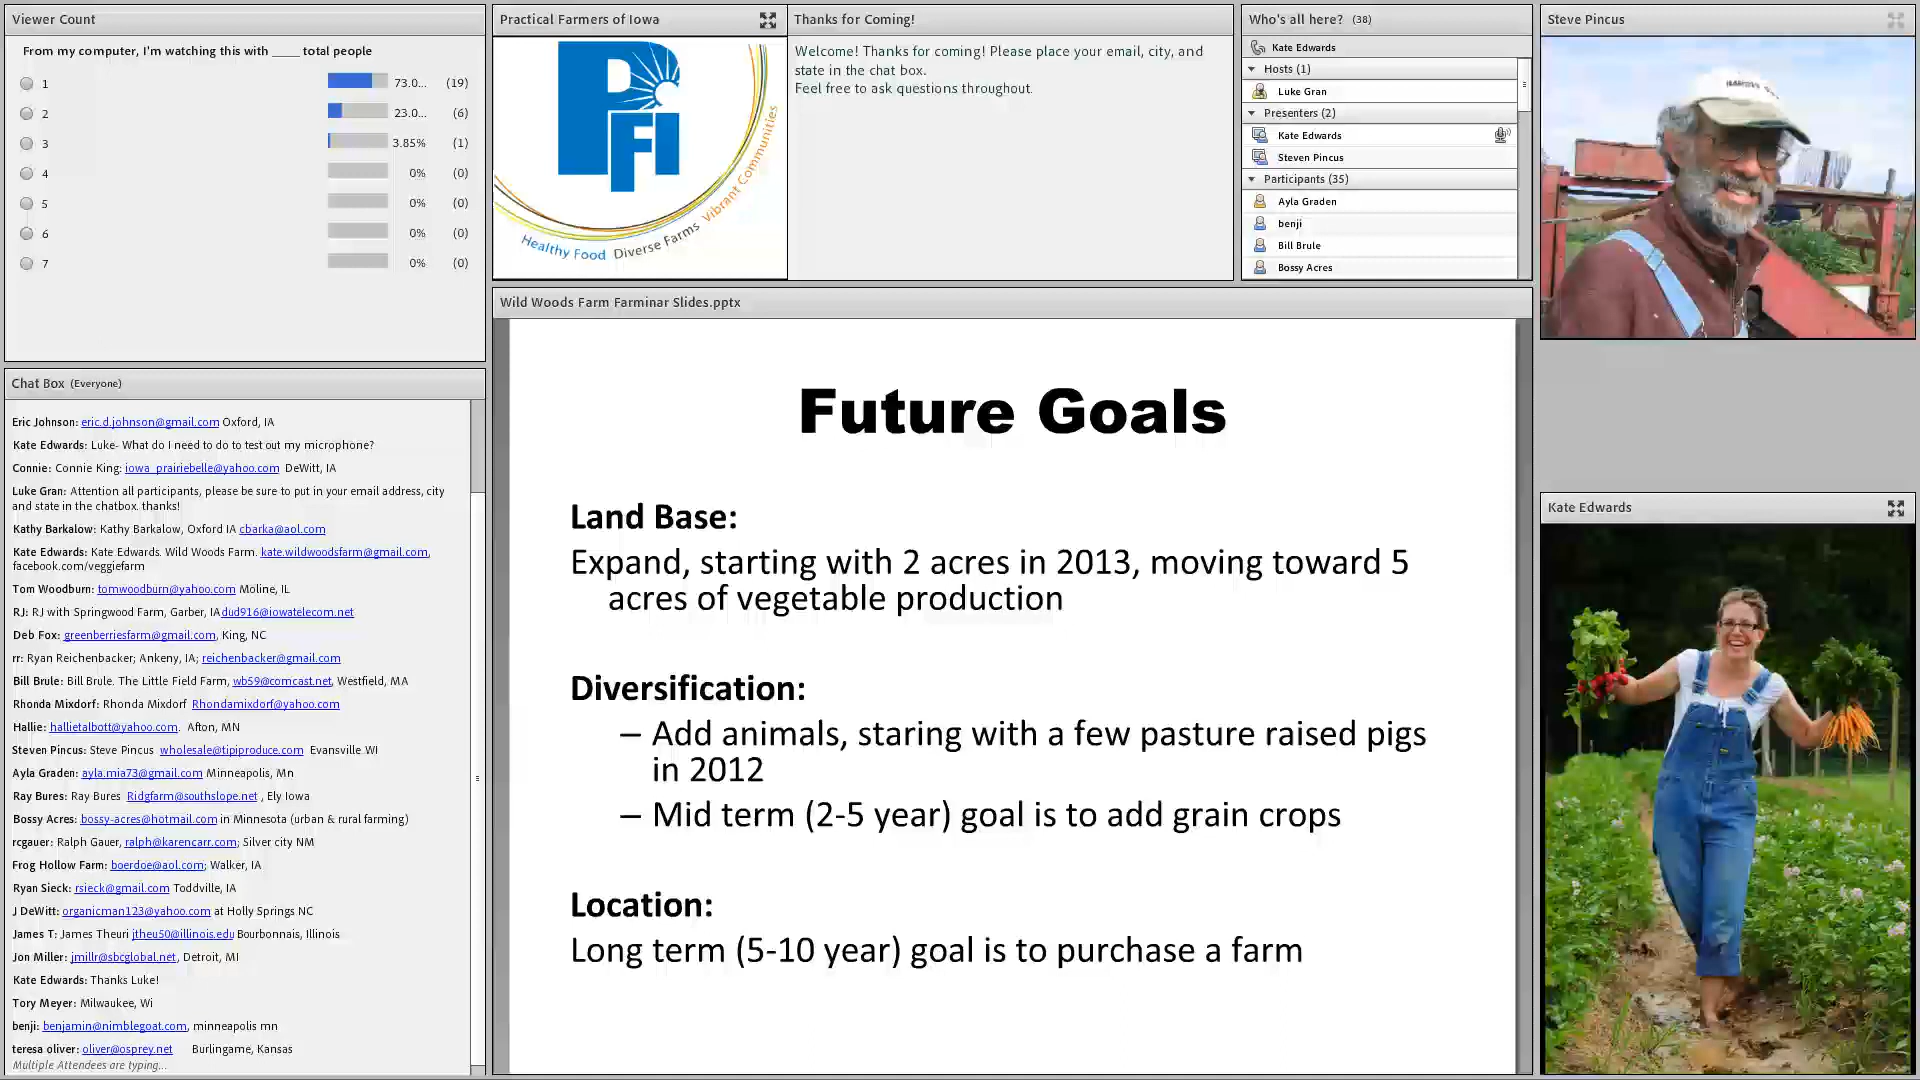 Viewer Count
From my computer, I'm watching this with ____ total people
1 73.0... (19)
2 23.0... (6)
3 3.85% (1)
4 0% (0)
5 0% (0)
6 0% (0)
7 0% (0)
Chat Box (Everyone)
Eric Johnson: eric.d.johnson@gmail.com Oxford, IA
Kate Edwards: Luke- What do I need to do to test out my microphone?
Connie: Connie King: iowa_prairiebelle@yahoo.com DeWitt, IA
Luke Gran: Attention all participants, please be sure to put in your email address, city
and state in the chatbox. thanks!
Kathy Barkalow: Kathy Barkalow, Oxford IA cbarka@aol.com
Kate Edwards: Kate Edwards. Wild Woods Farm. kate.wildwoodsfarm@gmail.com,
facebook.com/veggiefarm
Tom Woodburn: tomwoodburn@yahoo.com Moline, IL
RJ: RJ with Springwood Farm, Garber, IA dud916@iowatelecom.net
Deb Fox: greenberriesfarm@gmail.com, King, NC
rr: Ryan Reichenbacker; Ankeny, IA; reichenbacker@gmail.com
Bill Brule: Bill Brule. The Little Field Farm, wb59@comcast.net, Westfield, MA
Rhonda Mixdorf: Rhonda Mixdorf Rhondamixdorf@yahoo.com
Hallie: hallietalbott@yahoo.com. Afton, MN
Steven Pincus: Steve Pincus wholesale@tipiproduce.com Evansville WI
Ayla Graden: ayla.mia73@gmail.com Minneapolis, Mn
Ray Bures: Ray Bures Ridgfarm@southslope.net , Ely Iowa
Bossy Acres: bossy-acres@hotmail.com in Minnesota (urban & rural farming)
rcgauer: Ralph Gauer, ralph@karencarr.com; Silver city NM
Frog Hollow Farm: boerdoe@aol.com; Walker, IA
Ryan Sieck: rsieck@gmail.com Toddville, IA
J DeWitt: organicman123@yahoo.com at Holly Springs NC
James T: James Theuri jtheu50@illinois.edu Bourbonnais, Illinois
Jon Miller: jmillr@sbcglobal.net, Detroit, MI
Kate Edwards: Thanks Luke!
Tory Meyer: Milwaukee, Wi
benji: benjamin@nimblegoat.com, minneapolis mn
teresa oliver: oliver@osprey.net Burlingame, Kansas
Multiple Attendees are typing...
Practical Farmers of Iowa
PFI
Healthy Food Diverse Farms Vibrant Communities
Thanks for Coming!
Welcome! Thanks for coming! Please place your email, city, and
state in the chat box.
Feel free to ask questions throughout.
Who's all here? (38)
Kate Edwards
Hosts (1)
Luke Gran
Presenters (2)
Kate Edwards
Steven Pincus
Participants (35)
Ayla Graden
benji
Bill Brule
Bossy Acres
Wild Woods Farm Farminar Slides.pptx
Future Goals
Land Base:
Expand, starting with 2 acres in 2013, moving toward 5
acres of vegetable production
Diversification:
– Add animals, staring with a few pasture raised pigs
in 2012
– Mid term (2-5 year) goal is to add grain crops
Location:
Long term (5-10 year) goal is to purchase a farm
Steve Pincus
Kate Edwards